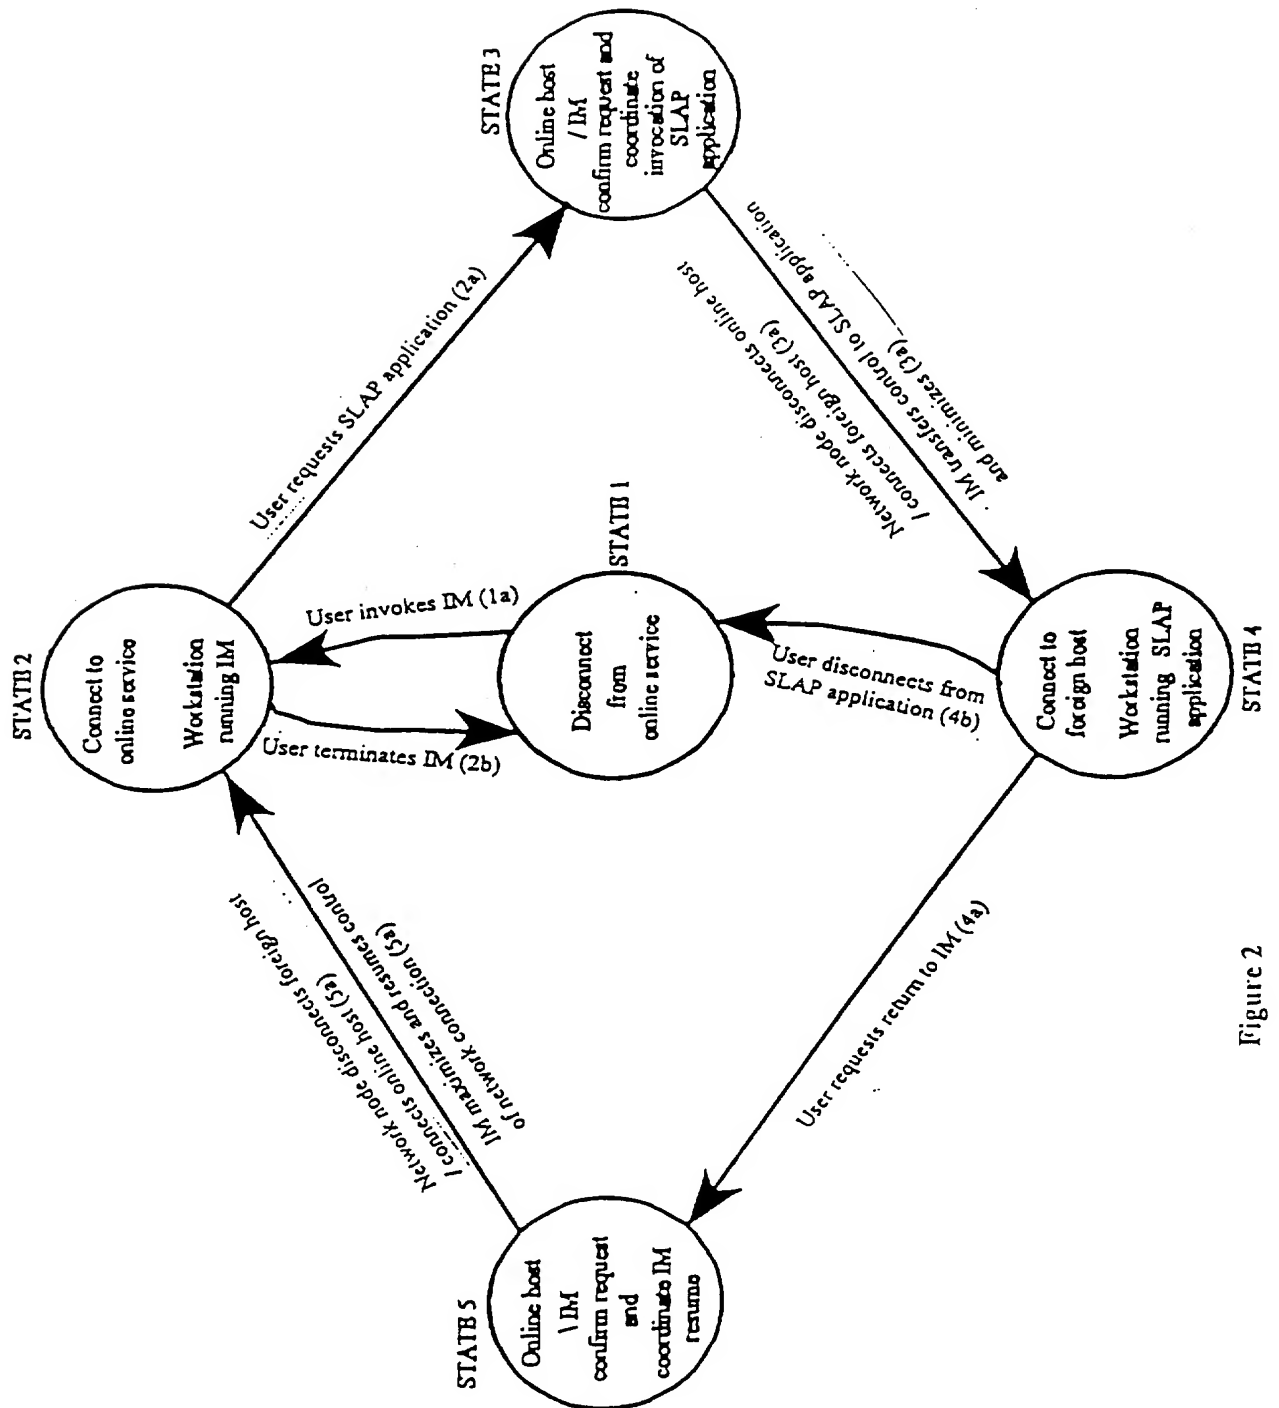 STATE 2
Connect to
online service
Workstation
running IM
User requests SLAP application (2a)
STATE 3
Online host
/ IM
confirm request and
coordinate
invocation of
SLAP
application
User invokes IM (1a)
User terminates IM (2b)
Disconnect
from
online service
STATE 1
Network node disconnects online host
/ connects foreign host (3a)
IM transfers control to SLAP application
and minimizes (3a)
Network node disconnects foreign host
/ connects online host (5a)
IM maximizes and resumes control
of network connection (5a)
User disconnects from
SLAP application (4b)
STATE 5
Online host
\ IM
confirm request
and
coordinate IM
resume
User requests return to IM (4a)
Connect to
foreign host
Workstation
running SLAP
application
STATE 4
Figure 2